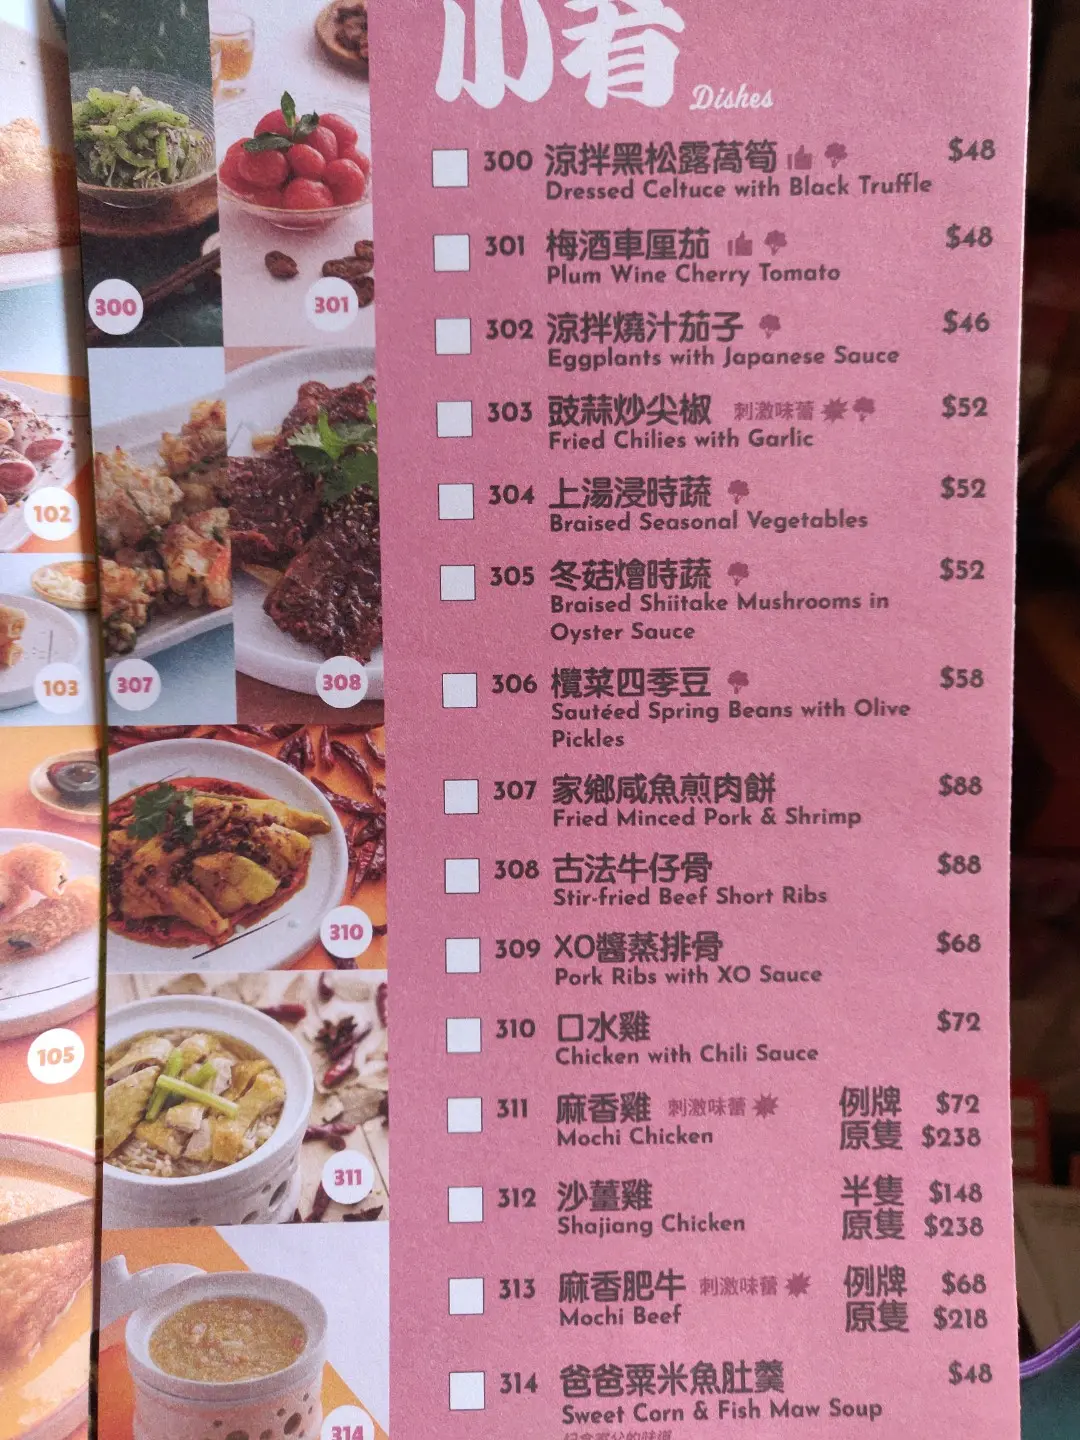 小肴
Dishes
300 涼拌黑松露萵筍 $48
Dressed Celtuce with Black Truffle
301 梅酒車厘茄 $48
Plum Wine Cherry Tomato
302 涼拌燒汁茄子 $46
Eggplants with Japanese Sauce
303 豉蒜炒尖椒 刺激味蕾 $52
Fried Chilies with Garlic
304 上湯浸時蔬 $52
Braised Seasonal Vegetables
305 冬菇燴時蔬 $52
Braised Shiitake Mushrooms in
Oyster Sauce
306 欖菜四季豆 $58
Sautéed Spring Beans with Olive
Pickles
307 家鄉咸魚煎肉餅 $88
Fried Minced Pork & Shrimp
308 古法牛仔骨 $88
Stir-fried Beef Short Ribs
309 XO醬蒸排骨 $68
Pork Ribs with XO Sauce
310 口水雞 $72
Chicken with Chili Sauce
311 麻香雞 刺激味蕾 例牌 $72
Mochi Chicken 原隻 $238
312 沙薑雞 半隻 $148
Shajiang Chicken 原隻 $238
313 麻香肥牛 刺激味蕾 例牌 $68
Mochi Beef 原隻 $218
314 爸爸粟米魚肚羹 $48
Sweet Corn & Fish Maw Soup
300
301
102
103
307
308
310
105
311
314